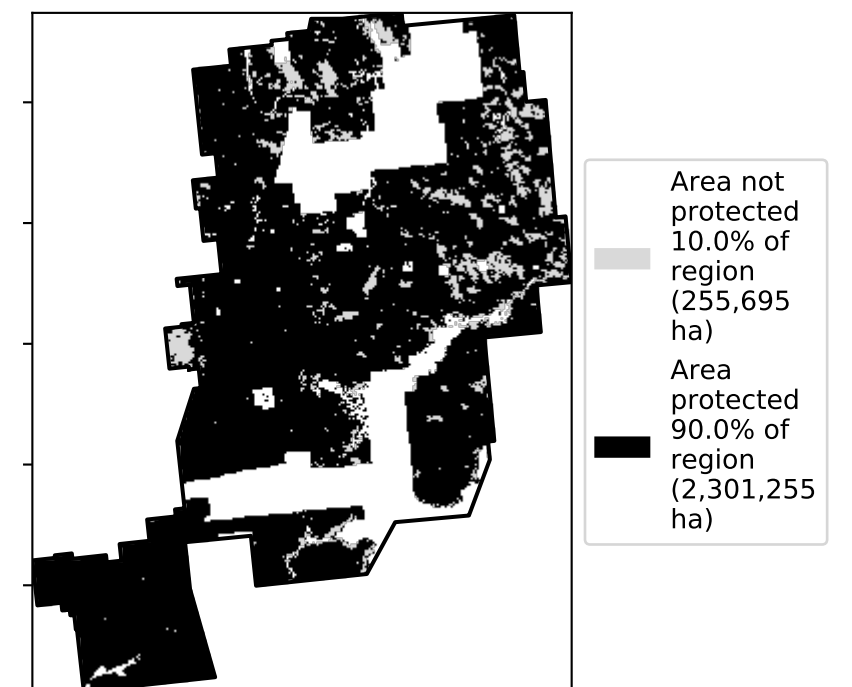 Area not
protected
10.0% of
region
(255,695
ha)
Area
protected
90.0% of
region
(2,301,255
ha)